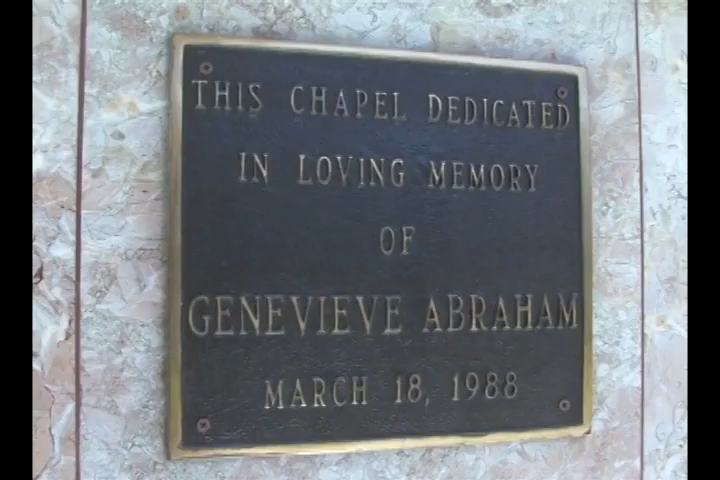 THIS CHAPEL DEDICATED
IN LOVING MEMORY
OF
GENEVIEVE ABRAHAM
MARCH 18, 1988